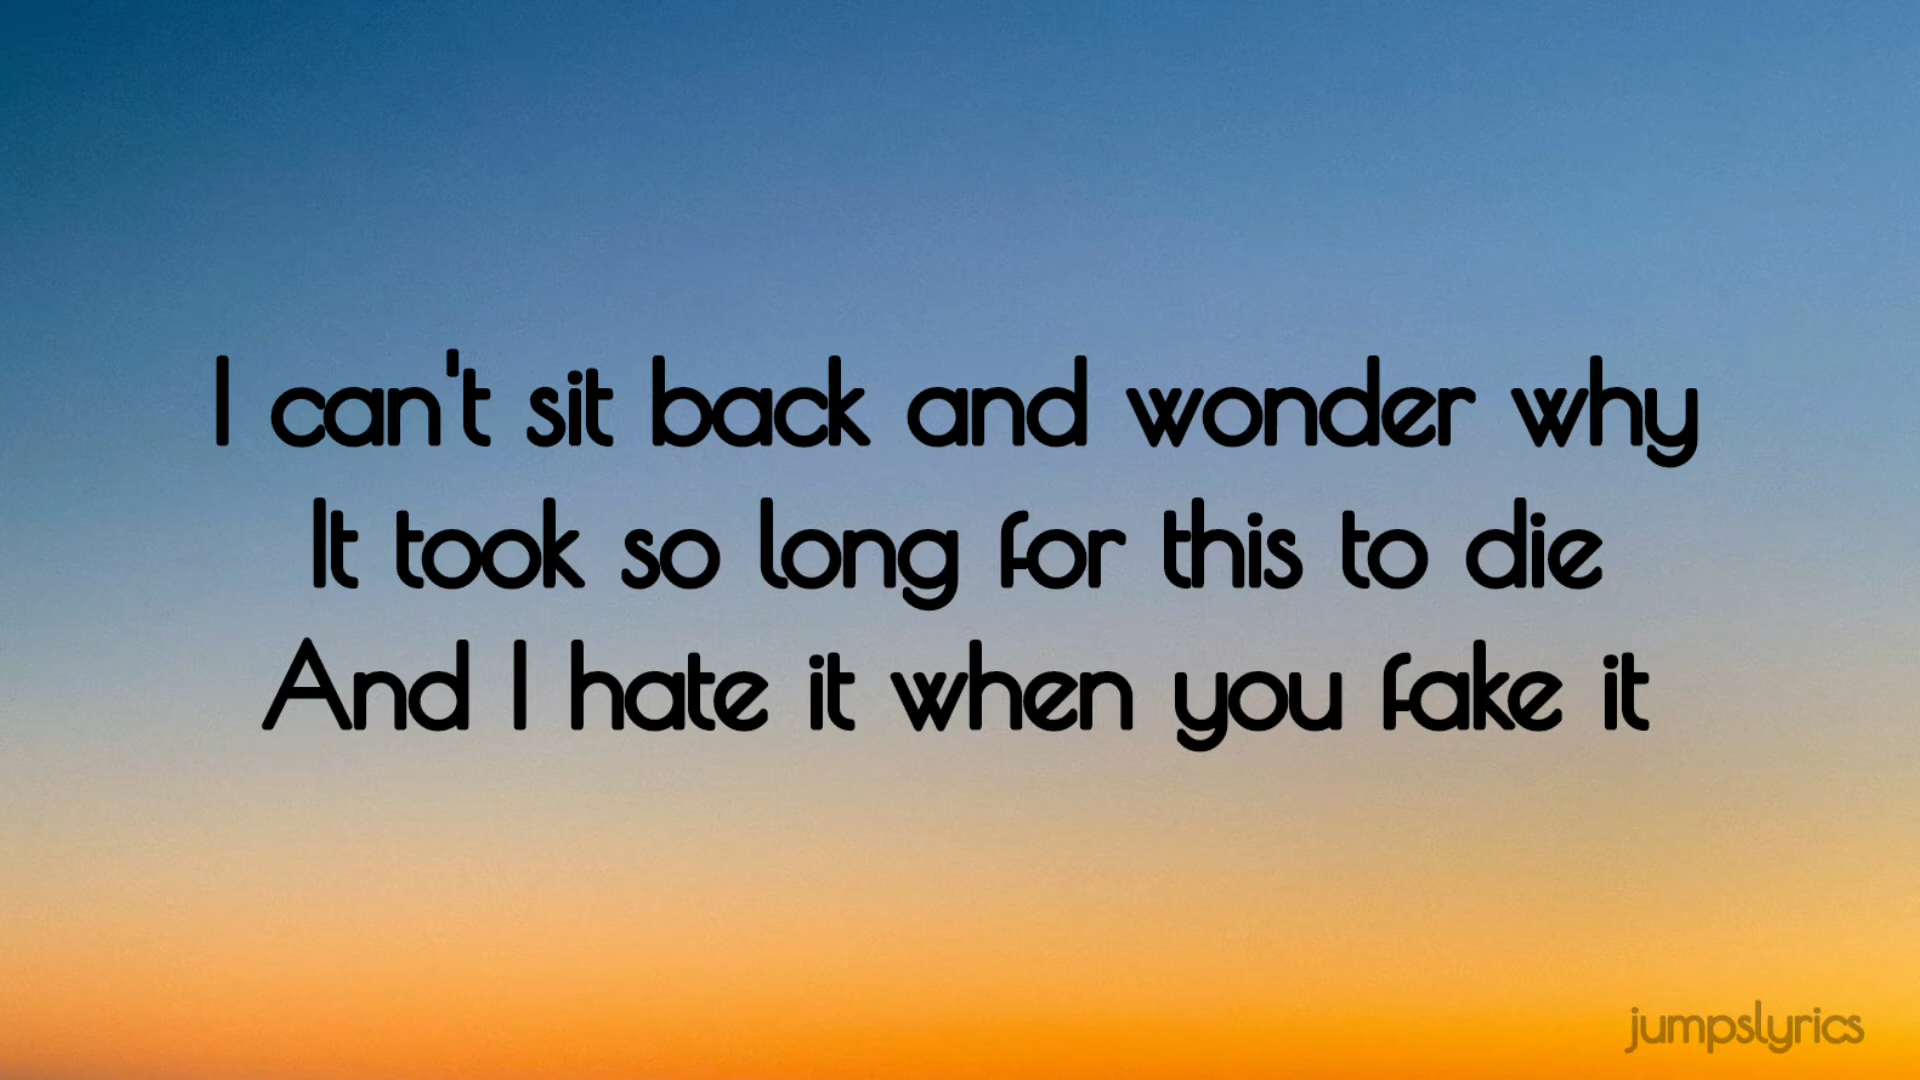 I can't sit back and wonder why
It took so long for this to die
And I hate it when you fake it
jumpslyrics